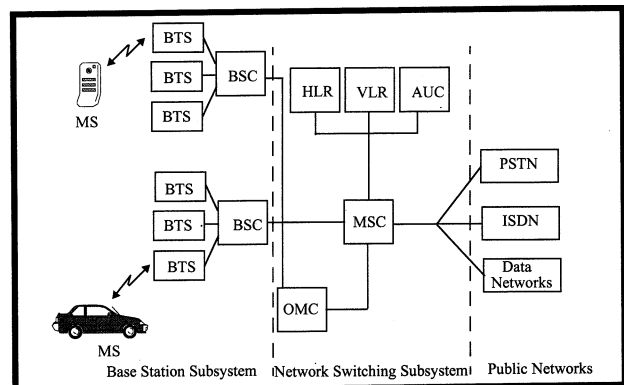 BTS
BTS
BTS
BSC
MS
HLR
VLR
AUC
PSTN
BTS
BTS
BTS
BSC
MSC
ISDN
Data
Networks
OMC
MS
Base Station Subsystem
Network Switching Subsystem
Public Networks